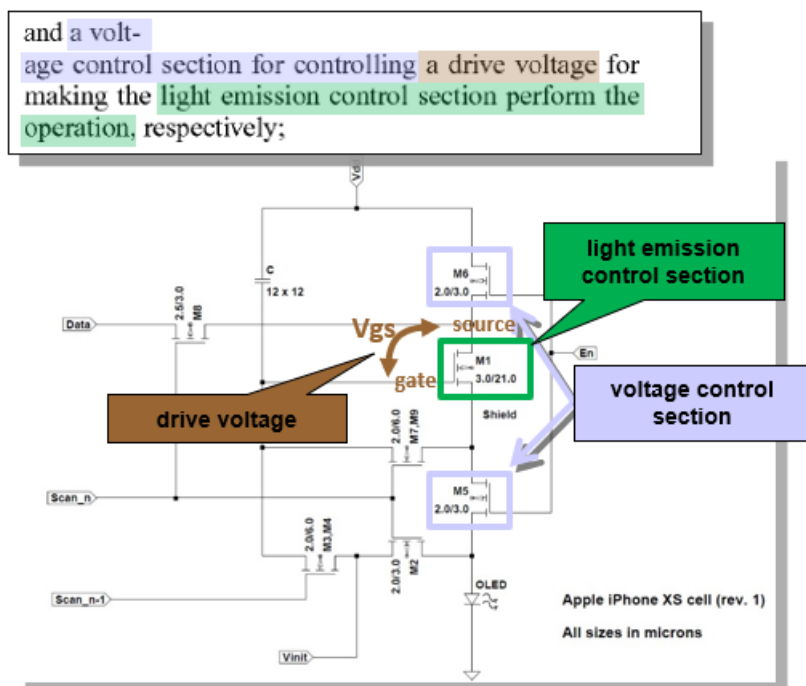 and a volt-
age control section for controlling a drive voltage for
making the light emission control section perform the
operation, respectively;
Vdd
light emission
control section
C
12 x 12
M6
2.0/3.0
2.5/3.0
M8
Data
Vgs
source
En
M1
3.0/21.0
gate
voltage control
section
drive voltage
Shield
2.0/6.0
M7,M9
M5
2.0/3.0
Scan_n
2.0/6.0
M3,M4
2.0/3.0
M2
OLED
Scan_n-1
Apple iPhone XS cell (rev. 1)
All sizes in microns
Vinit